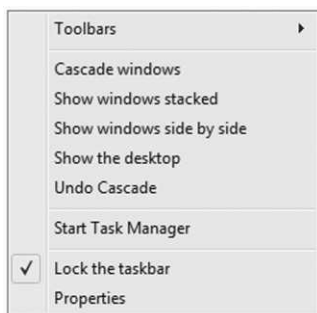 Toolbars
Cascade windows
Show windows stacked
Show windows side by side
Show the desktop
Undo Cascade
Start Task Manager
Lock the taskbar
Properties